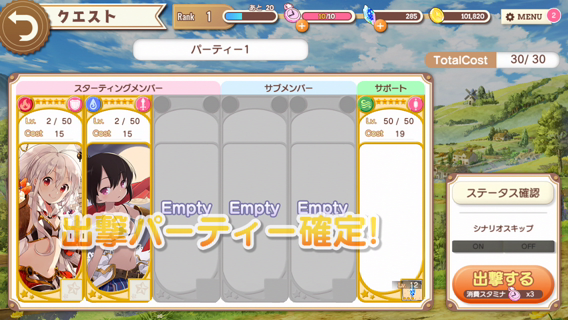 クエスト
Rank 1
あと 20
10/10
285
101,820
MENU
2
パーティー1
TotalCost 30/ 30
スターティングメンバー
サブメンバー
サポート
Lv. 2 / 50
Cost 15
Lv. 2 / 50
Cost 15
Lv. 50 / 50
Cost 19
Empty
Empty
Empty
出撃パーティー確定!
Lv. 12
ステータス確認
シナリオスキップ
ON
OFF
出撃する
消費スタミナ x3